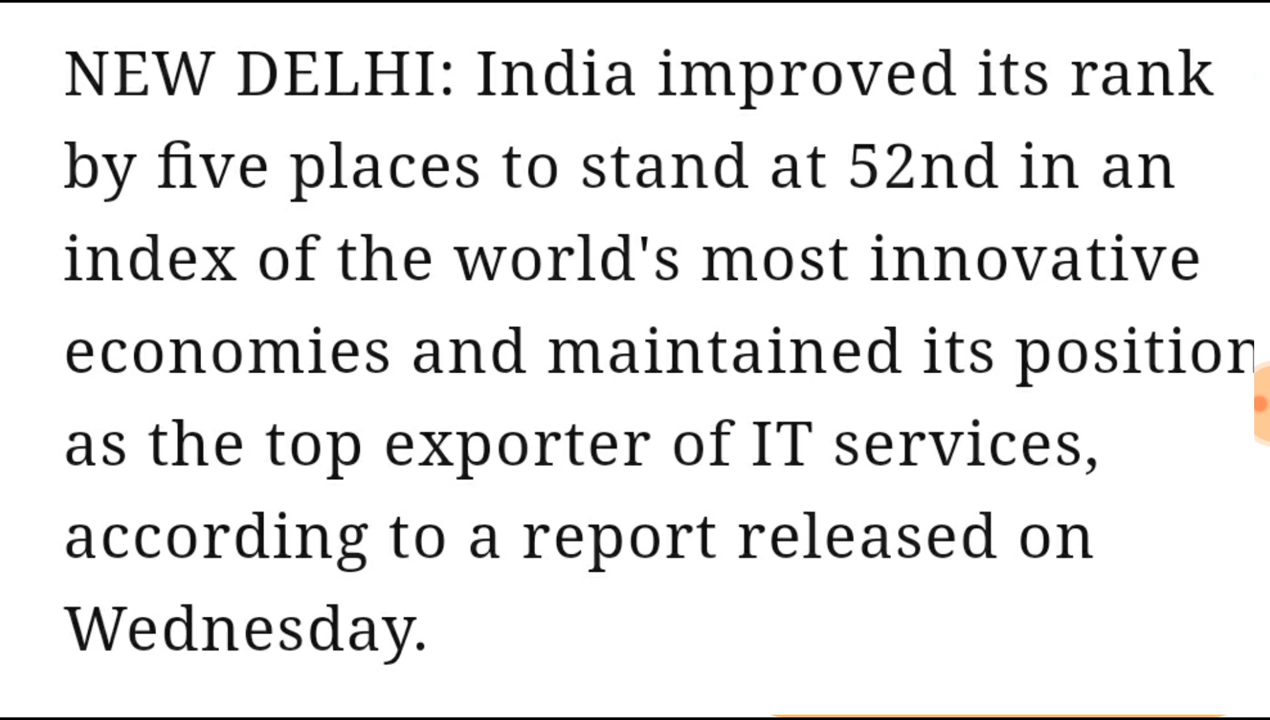 NEW DELHI: India improved its rank
by five places to stand at 52nd in an
index of the world's most innovative
economies and maintained its position
as the top exporter of IT services,
according to a report released on
Wednesday.